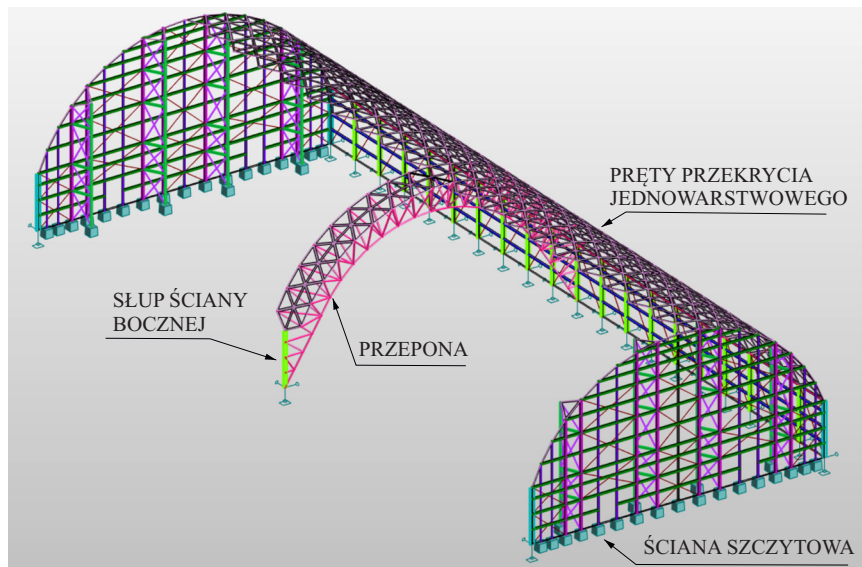 PRĘTY PRZEKRYCIA
JEDNOWARSTWOWEGO
SŁUP ŚCIANY
BOCZNEJ
PRZEPONA
ŚCIANA SZCZYTOWA